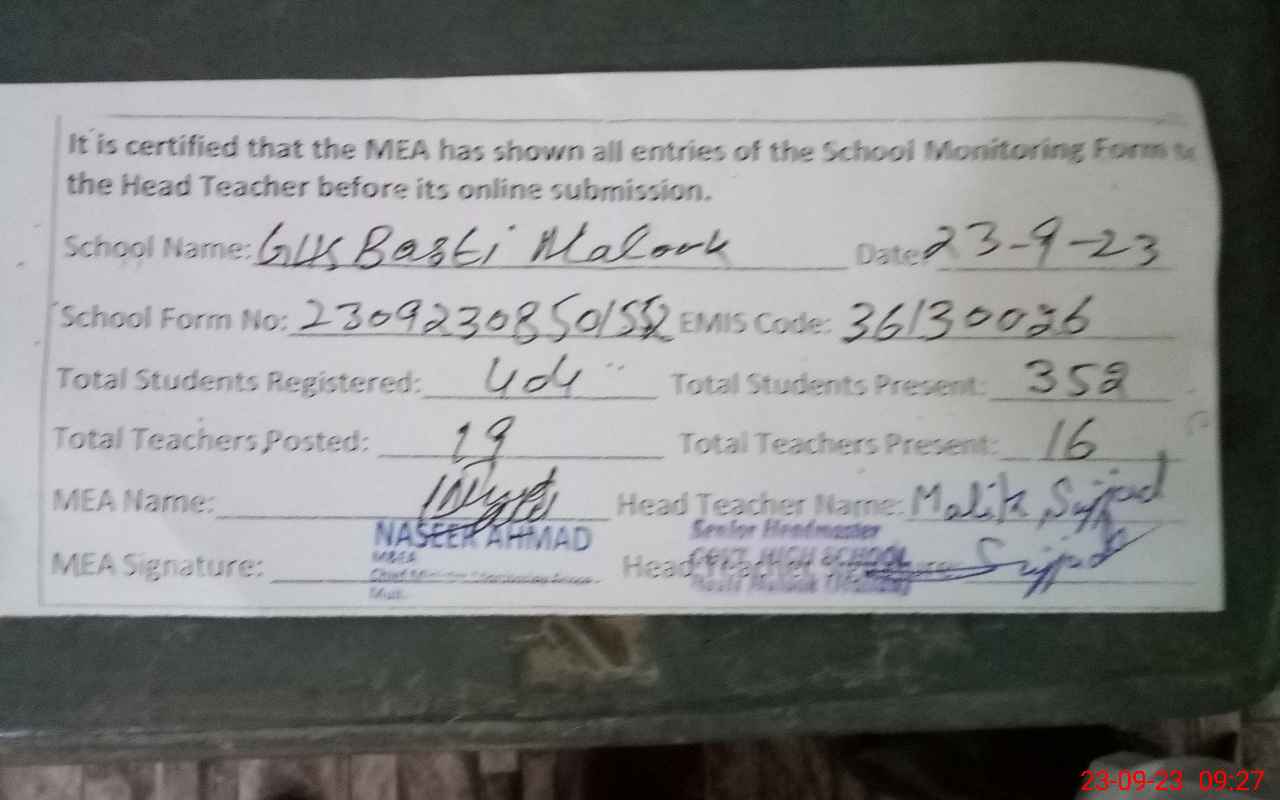 It is certified that the MEA has shown all entries of the School Monitoring Form to
the Head Teacher before its online submission.
School Name: GHS Basti Malook Date: 23-9-23
School Form No: EMIS Code: 36130026
Total Students Registered: 404 Total Students Present: 352
Total Teachers Posted: 19 Total Teachers Present: 16
MEA Name: Head Teacher Name: Malik Sajjad
NASEER AHMAD Senior Headmaster
MEA Signature: MEA Head Teacher GOVT. HIGH SCHOOL Sajjad
23-09-23 09:27